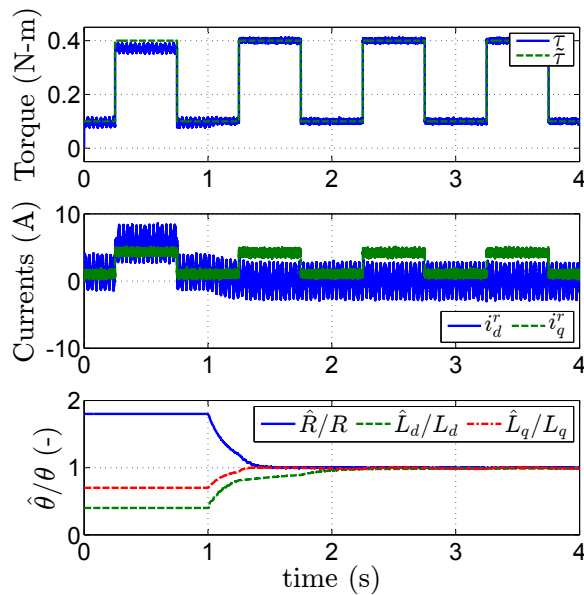 Torque (N-m)
0.4
0.2
0
τ
τ̃
0 1 2 3 4
Currents (A)
10
0
-10
i_d^r i_q^r
0 1 2 3 4
θ̂/θ (-)
2
1
0
R̂/R L̂_d/L_d L̂_q/L_q
0 1 2 3 4
time (s)